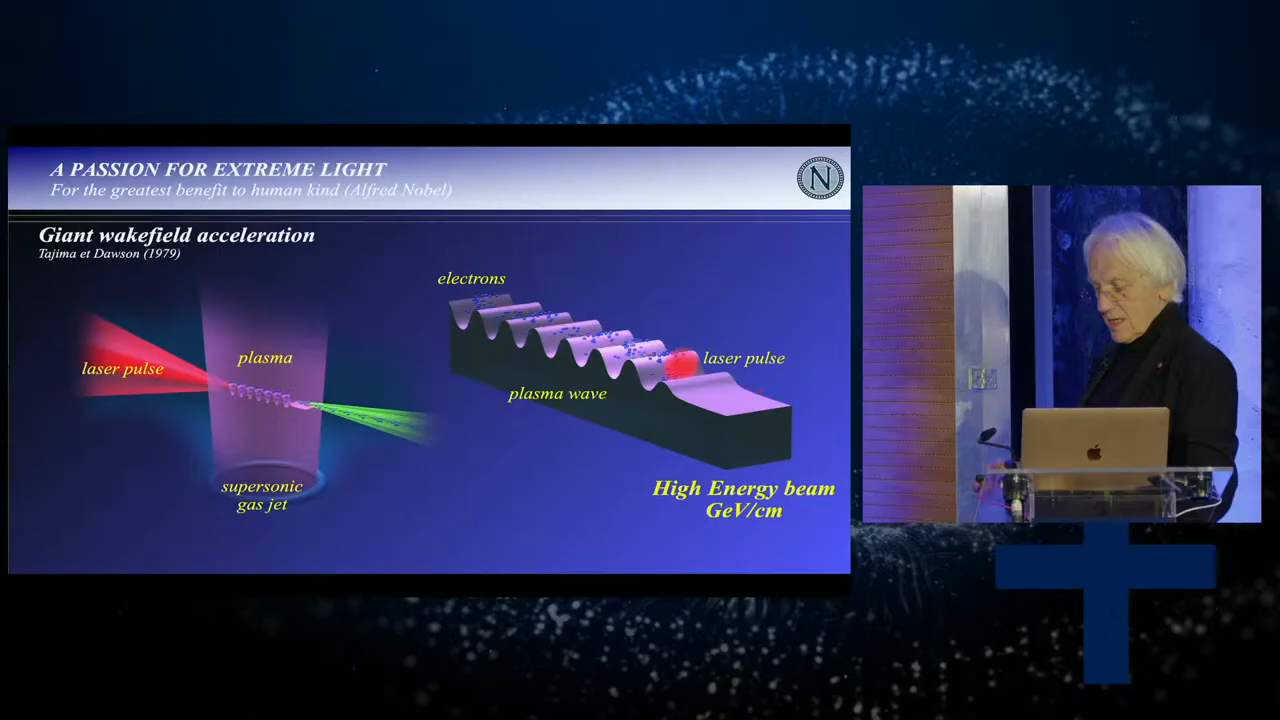 A PASSION FOR EXTREME LIGHT
For the greatest benefit to human kind (Alfred Nobel)
N
Giant wakefield acceleration
Tajima et Dawson (1979)
electrons
laser pulse
plasma
laser pulse
plasma wave
supersonic
gas jet
High Energy beam
GeV/cm